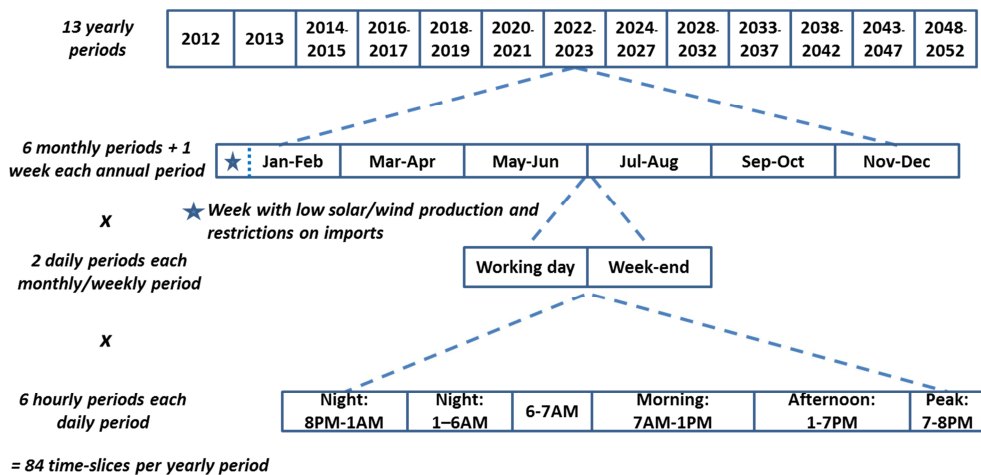 13 yearly
periods
2012
2013
2014-
2015
2016-
2017
2018-
2019
2020-
2021
2022-
2023
2024-
2027
2028-
2032
2033-
2037
2038-
2042
2043-
2047
2048-
2052
6 monthly periods + 1
week each annual period
Jan-Feb
Mar-Apr
May-Jun
Jul-Aug
Sep-Oct
Nov-Dec
x
Week with low solar/wind production and
restrictions on imports
2 daily periods each
monthly/weekly period
Working day
Week-end
x
6 hourly periods each
daily period
Night:
8PM-1AM
Night:
1–6AM
6-7AM
Morning:
7AM-1PM
Afternoon:
1-7PM
Peak:
7-8PM
= 84 time-slices per yearly period